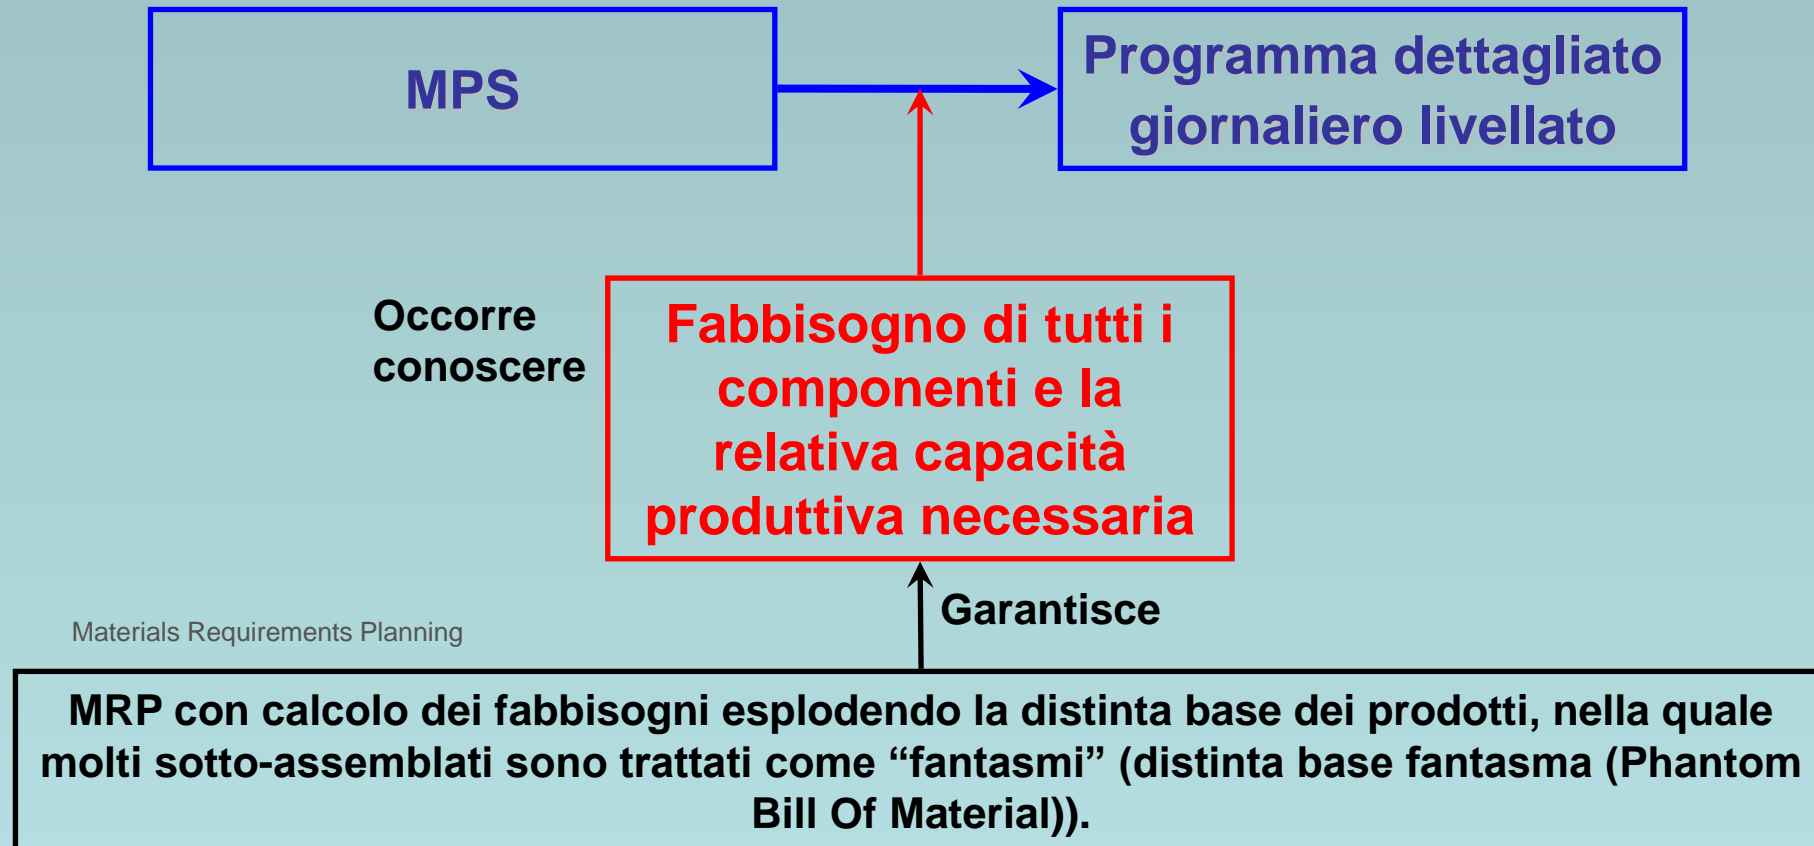 MPS
Programma dettagliato
giornaliero livellato
Occorre
conoscere
Fabbisogno di tutti i
componenti e la
relativa capacità
produttiva necessaria
Garantisce
Materials Requirements Planning
MRP con calcolo dei fabbisogni esplodendo la distinta base dei prodotti, nella quale
molti sotto-assemblati sono trattati come “fantasmi” (distinta base fantasma (Phantom
Bill Of Material)).